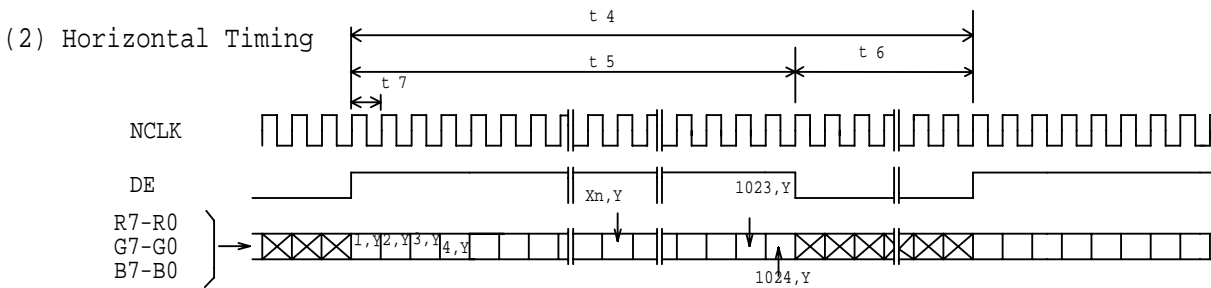 (2) Horizontal Timing
t 4
t 5
t 6
t 7
NCLK
DE
Xn,Y
1023,Y
R7-R0
G7-G0
B7-B0
1,Y 2,Y 3,Y 4,Y
1024,Y